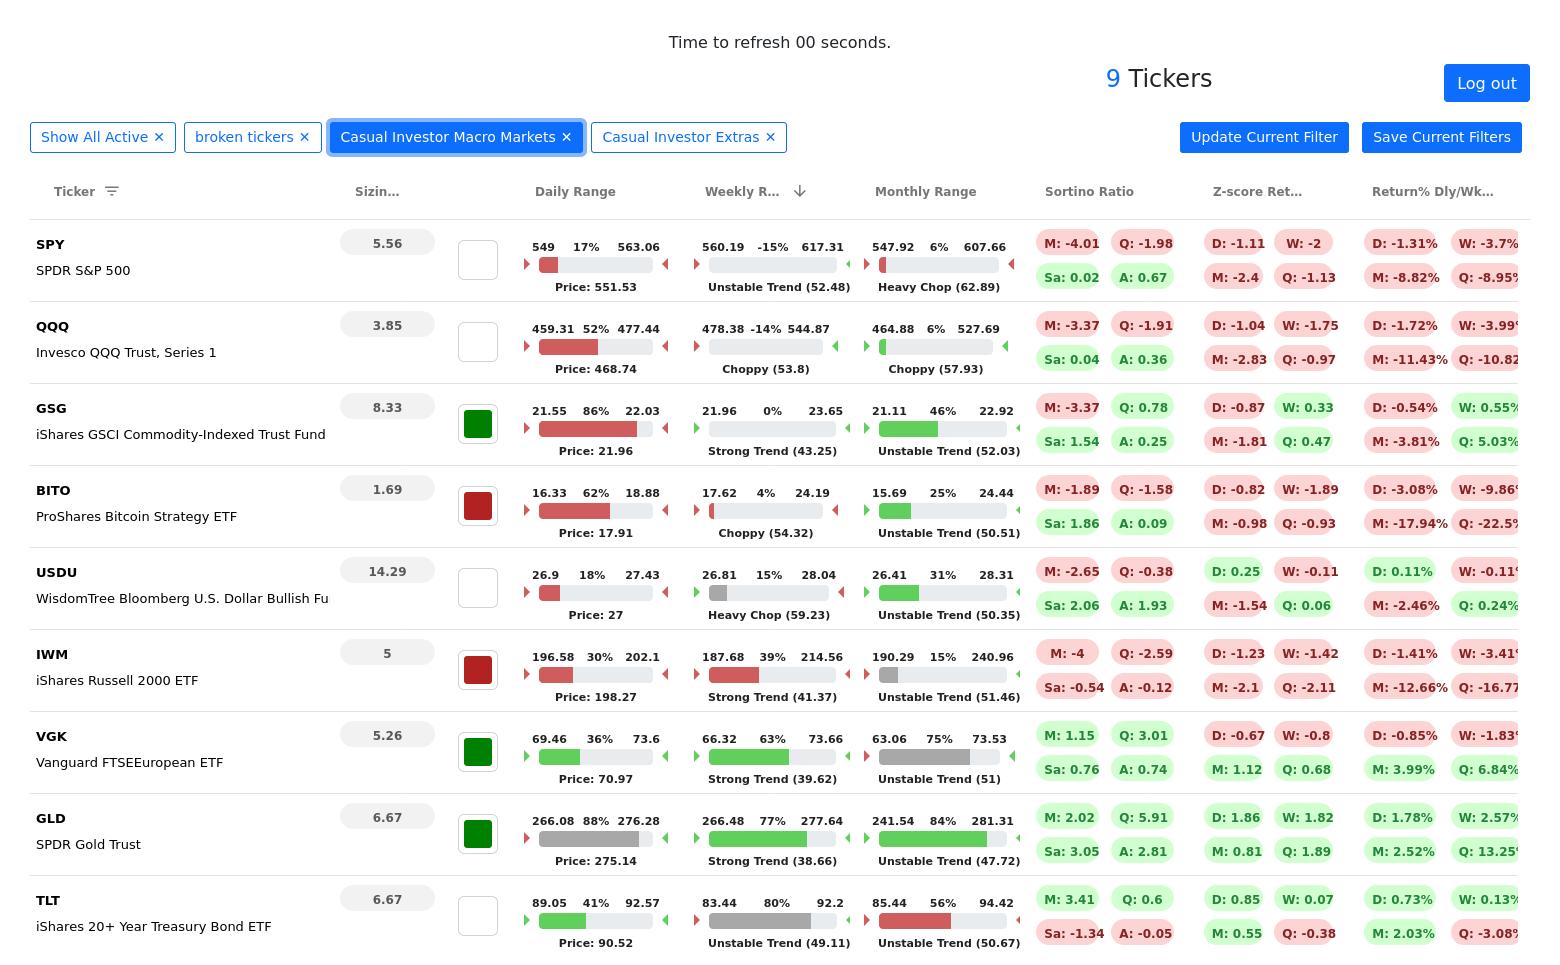 Time to refresh 00 seconds.
9 Tickers
Log out
Show All Active ✕ broken tickers ✕ Casual Investor Macro Markets ✕ Casual Investor Extras ✕ Update Current Filter Save Current Filters
Ticker Sizin... Daily Range Weekly R... Monthly Range Sortino Ratio Z-score Ret... Return% Dly/Wk...
SPY 5.56 549 17% 563.06 560.19 -15% 617.31 547.92 6% 607.66 M: -4.01 Q: -1.98 D: -1.11 W: -2 D: -1.31% W: -3.7%
SPDR S&P 500 Sa: 0.02 A: 0.67 M: -2.4 Q: -1.13 M: -8.82% Q: -8.95%
Price: 551.53 Unstable Trend (52.48) Heavy Chop (62.89)
QQQ 3.85 459.31 52% 477.44 478.38 -14% 544.87 464.88 6% 527.69 M: -3.37 Q: -1.91 D: -1.04 W: -1.75 D: -1.72% W: -3.99%
Invesco QQQ Trust, Series 1 Sa: 0.04 A: 0.36 M: -2.83 Q: -0.97 M: -11.43% Q: -10.82
Price: 468.74 Choppy (53.8) Choppy (57.93)
GSG 8.33 21.55 86% 22.03 21.96 0% 23.65 21.11 46% 22.92 M: -3.37 Q: 0.78 D: -0.87 W: 0.33 D: -0.54% W: 0.55%
iShares GSCI Commodity-Indexed Trust Fund Sa: 1.54 A: 0.25 M: -1.81 Q: 0.47 M: -3.81% Q: 5.03%
Price: 21.96 Strong Trend (43.25) Unstable Trend (52.03)
BITO 1.69 16.33 62% 18.88 17.62 4% 24.19 15.69 25% 24.44 M: -1.89 Q: -1.58 D: -0.82 W: -1.89 D: -3.08% W: -9.86%
ProShares Bitcoin Strategy ETF Sa: 1.86 A: 0.09 M: -0.98 Q: -0.93 M: -17.94% Q: -22.5%
Price: 17.91 Choppy (54.32) Unstable Trend (50.51)
USDU 14.29 26.9 18% 27.43 26.81 15% 28.04 26.41 31% 28.31 M: -2.65 Q: -0.38 D: 0.25 W: -0.11 D: 0.11% W: -0.11%
WisdomTree Bloomberg U.S. Dollar Bullish Fu Sa: 2.06 A: 1.93 M: -1.54 Q: 0.06 M: -2.46% Q: 0.24%
Price: 27 Heavy Chop (59.23) Unstable Trend (50.35)
IWM 5 196.58 30% 202.1 187.68 39% 214.56 190.29 15% 240.96 M: -4 Q: -2.59 D: -1.23 W: -1.42 D: -1.41% W: -3.41%
iShares Russell 2000 ETF Sa: -0.54 A: -0.12 M: -2.1 Q: -2.11 M: -12.66% Q: -16.77
Price: 198.27 Strong Trend (41.37) Unstable Trend (51.46)
VGK 5.26 69.46 36% 73.6 66.32 63% 73.66 63.06 75% 73.53 M: 1.15 Q: 3.01 D: -0.67 W: -0.8 D: -0.85% W: -1.83%
Vanguard FTSEEuropean ETF Sa: 0.76 A: 0.74 M: 1.12 Q: 0.68 M: 3.99% Q: 6.84%
Price: 70.97 Strong Trend (39.62) Unstable Trend (51)
GLD 6.67 266.08 88% 276.28 266.48 77% 277.64 241.54 84% 281.31 M: 2.02 Q: 5.91 D: 1.86 W: 1.82 D: 1.78% W: 2.57%
SPDR Gold Trust Sa: 3.05 A: 2.81 M: 0.81 Q: 1.89 M: 2.52% Q: 13.25%
Price: 275.14 Strong Trend (38.66) Unstable Trend (47.72)
TLT 6.67 89.05 41% 92.57 83.44 80% 92.2 85.44 56% 94.42 M: 3.41 Q: 0.6 D: 0.85 W: 0.07 D: 0.73% W: 0.13%
iShares 20+ Year Treasury Bond ETF Sa: -1.34 A: -0.05 M: 0.55 Q: -0.38 M: 2.03% Q: -3.08%
Price: 90.52 Unstable Trend (49.11) Unstable Trend (50.67)